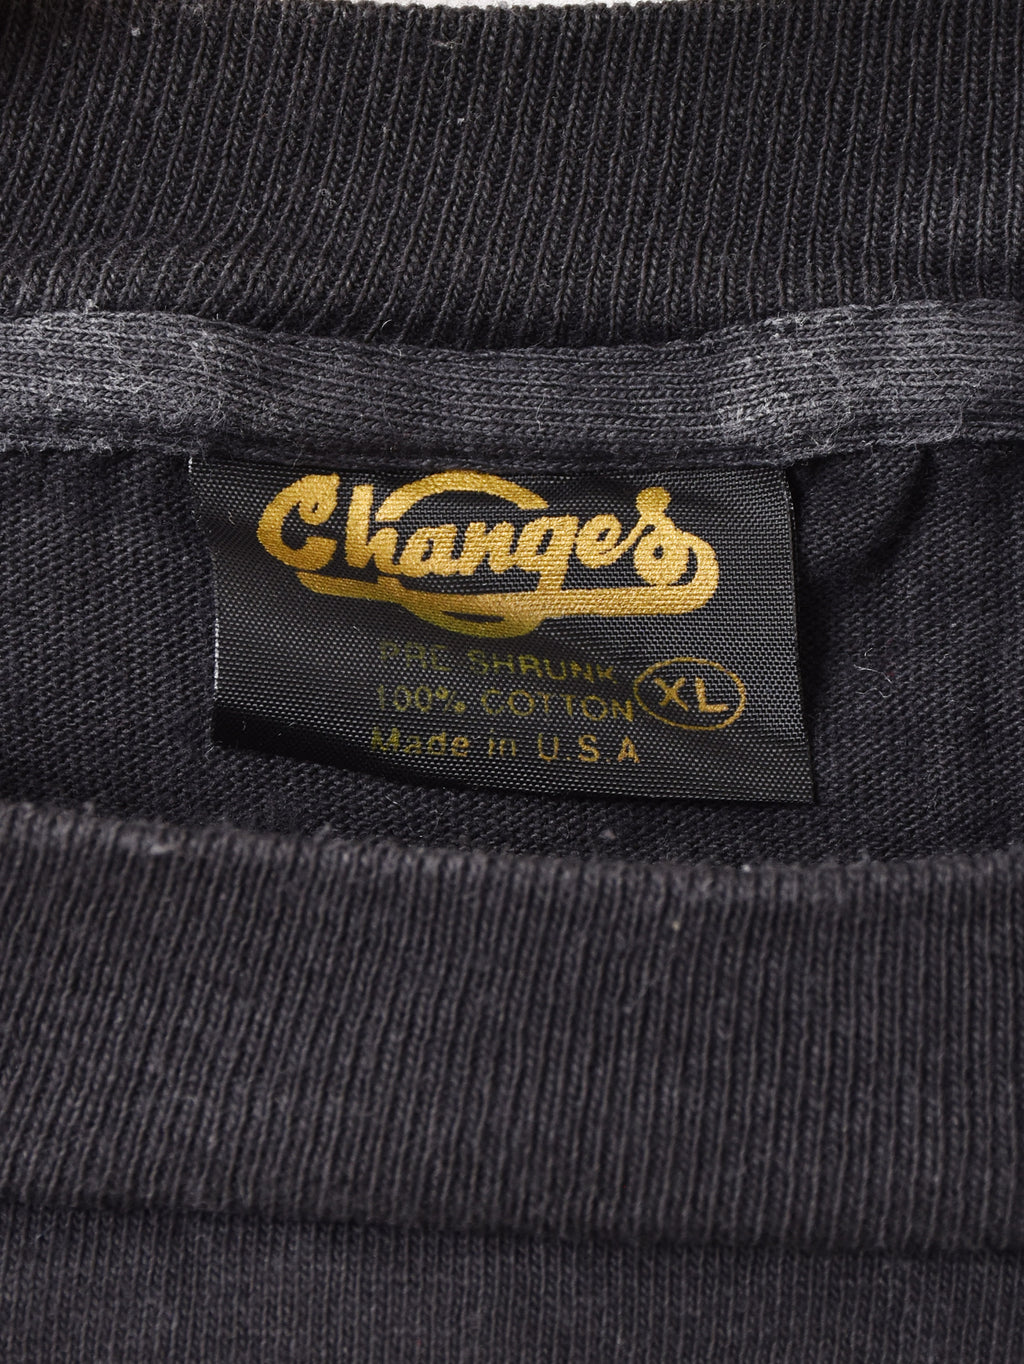 Changes
PRE SHRUNK
100% COTTON XL
Made in U.S.A